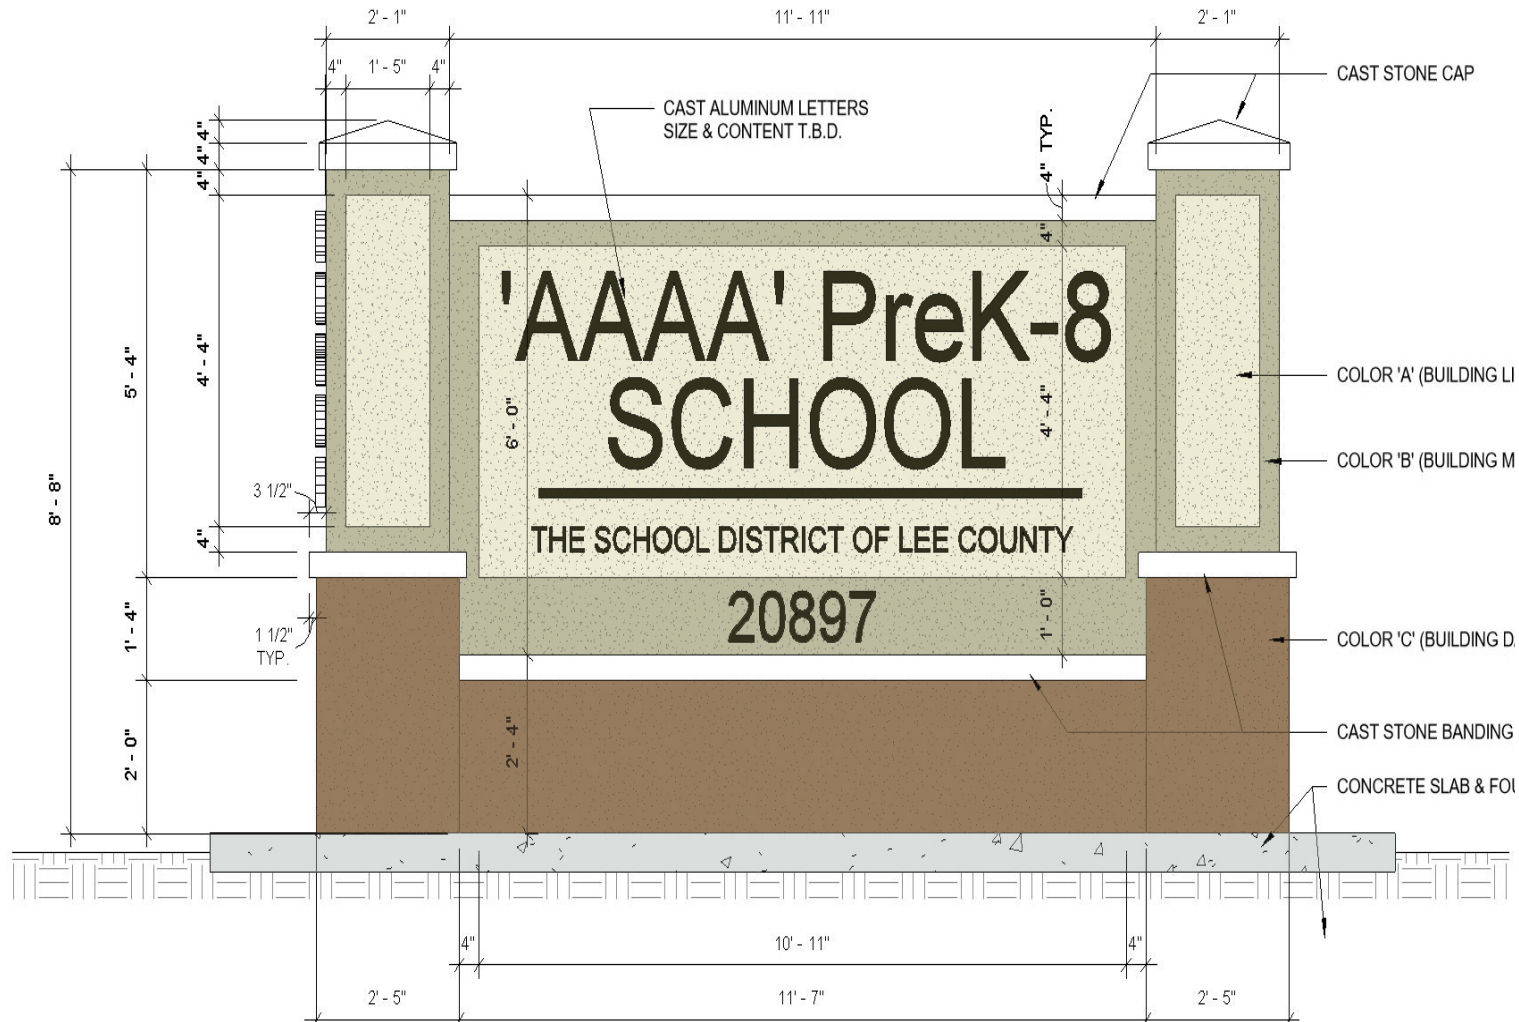 2' - 1"
11' - 11"
2' - 1"
4"
1' - 5"
4"
CAST STONE CAP
CAST ALUMINUM LETTERS
SIZE & CONTENT T.B.D.
4" TYP.
4"
4"
4"
4"
'AAAA' PreK-8
SCHOOL
THE SCHOOL DISTRICT OF LEE COUNTY
20897
5' - 4"
4' - 4"
6' - 0"
4' - 4"
8' - 8"
3 1/2"
4"
1' - 4"
1 1/2"
TYP.
1' - 0"
2' - 0"
2' - 4"
COLOR 'A' (BUILDING LI
COLOR 'B' (BUILDING M
COLOR 'C' (BUILDING D
CAST STONE BANDING
CONCRETE SLAB & FOU
4"
10' - 11"
4"
2' - 5"
11' - 7"
2' - 5"